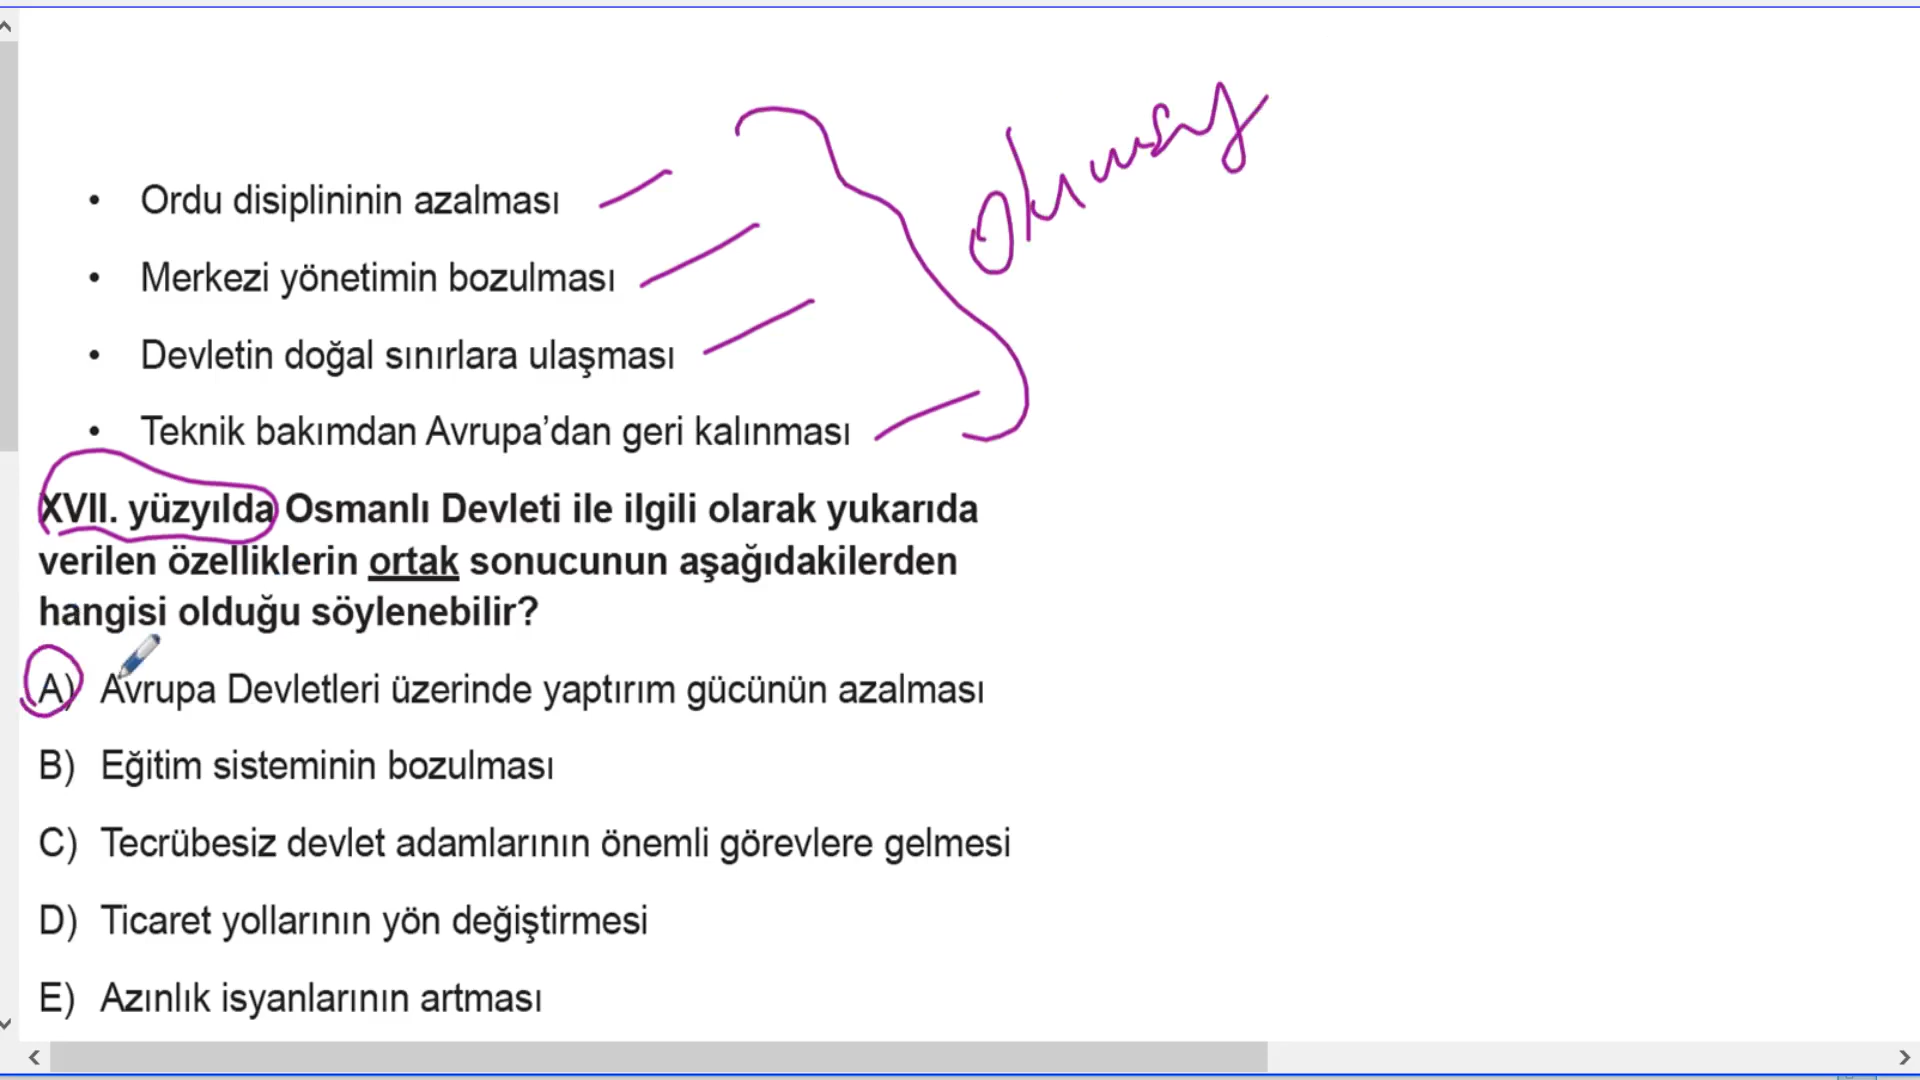 • Ordu disiplininin azalması
• Merkezi yönetimin bozulması
• Devletin doğal sınırlara ulaşması
• Teknik bakımdan Avrupa’dan geri kalınması
XVII. yüzyılda Osmanlı Devleti ile ilgili olarak yukarıda
verilen özelliklerin ortak sonucunun aşağıdakilerden
hangisi olduğu söylenebilir?
A) Avrupa Devletleri üzerinde yaptırım gücünün azalması
B) Eğitim sisteminin bozulması
C) Tecrübesiz devlet adamlarının önemli görevlere gelmesi
D) Ticaret yollarının yön değiştirmesi
E) Azınlık isyanlarının artması